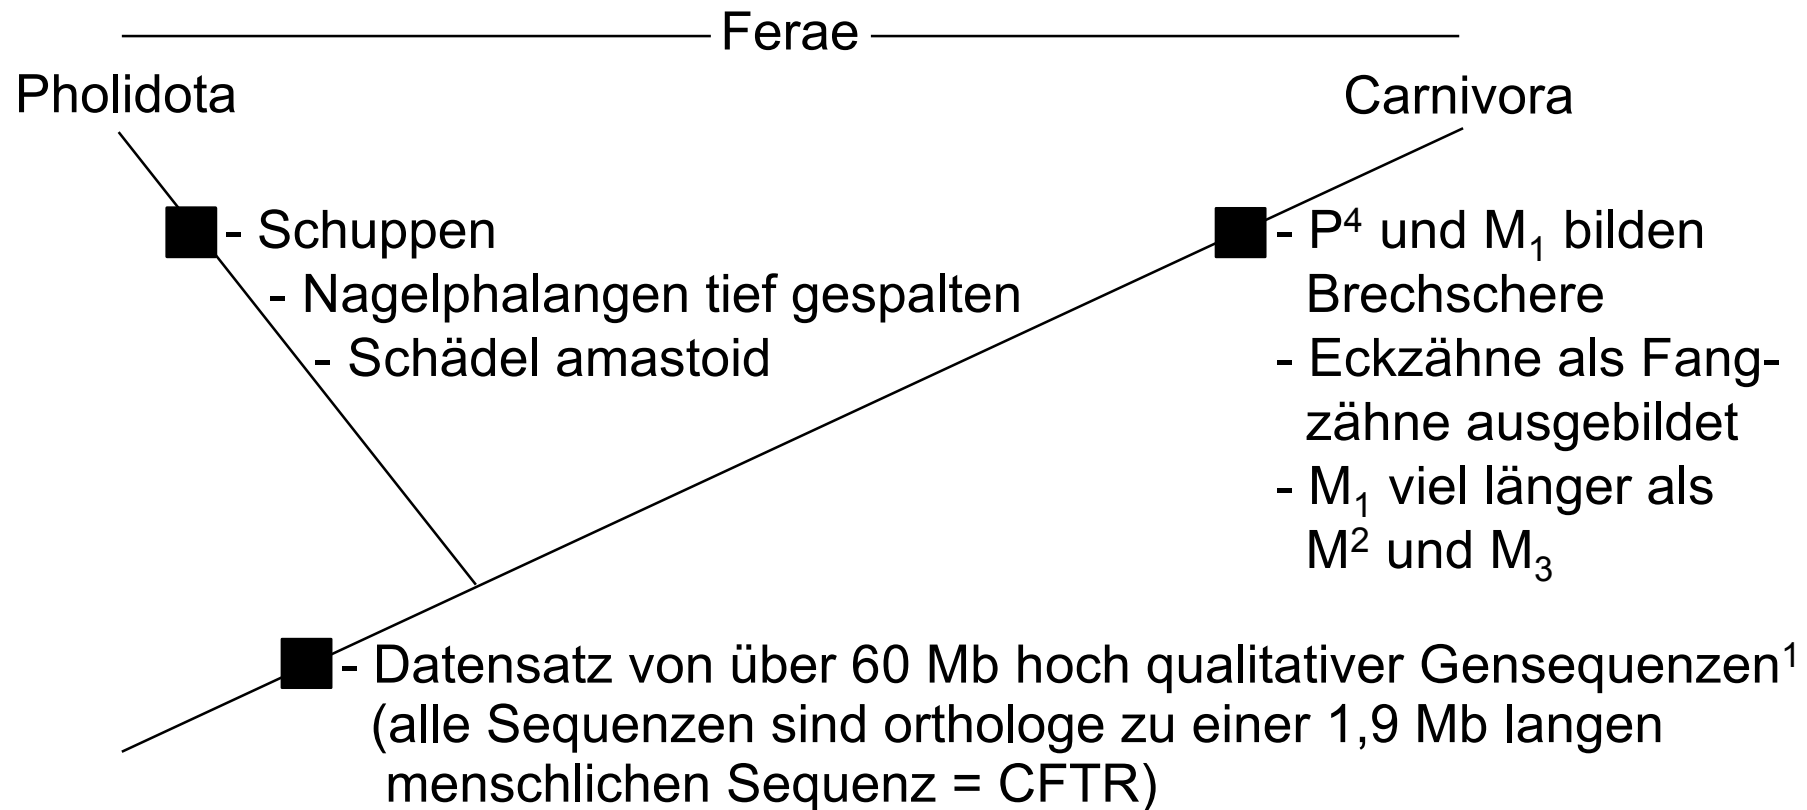 Ferae
Pholidota
Carnivora
- Schuppen
- Nagelphalangen tief gespalten
- Schädel amastoid
- P⁴ und M₁ bilden
Brechschere
- Eckzähne als Fang-
zähne ausgebildet
- M₁ viel länger als
M² und M₃
- Datensatz von über 60 Mb hoch qualitativer Gensequenzen¹
(alle Sequenzen sind orthologe zu einer 1,9 Mb langen
menschlichen Sequenz = CFTR)